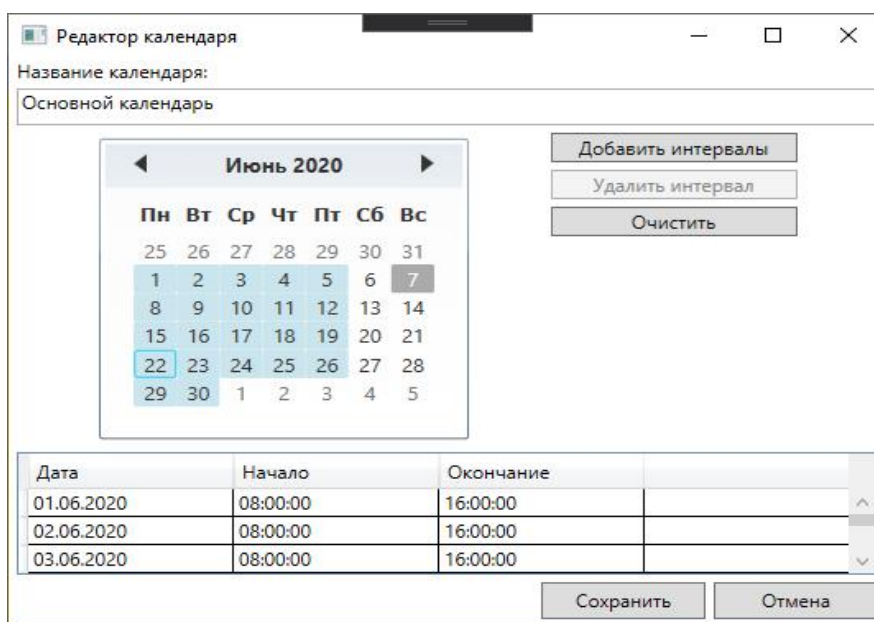 Редактор календаря
Название календаря:
Основной календарь
Июнь 2020
Пн Вт Ср Чт Пт Сб Вс
25 26 27 28 29 30 31
1 2 3 4 5 6 7
8 9 10 11 12 13 14
15 16 17 18 19 20 21
22 23 24 25 26 27 28
29 30 1 2 3 4 5
Добавить интервалы
Удалить интервал
Очистить
Дата Начало Окончание
01.06.2020 08:00:00 16:00:00
02.06.2020 08:00:00 16:00:00
03.06.2020 08:00:00 16:00:00
Сохранить Отмена